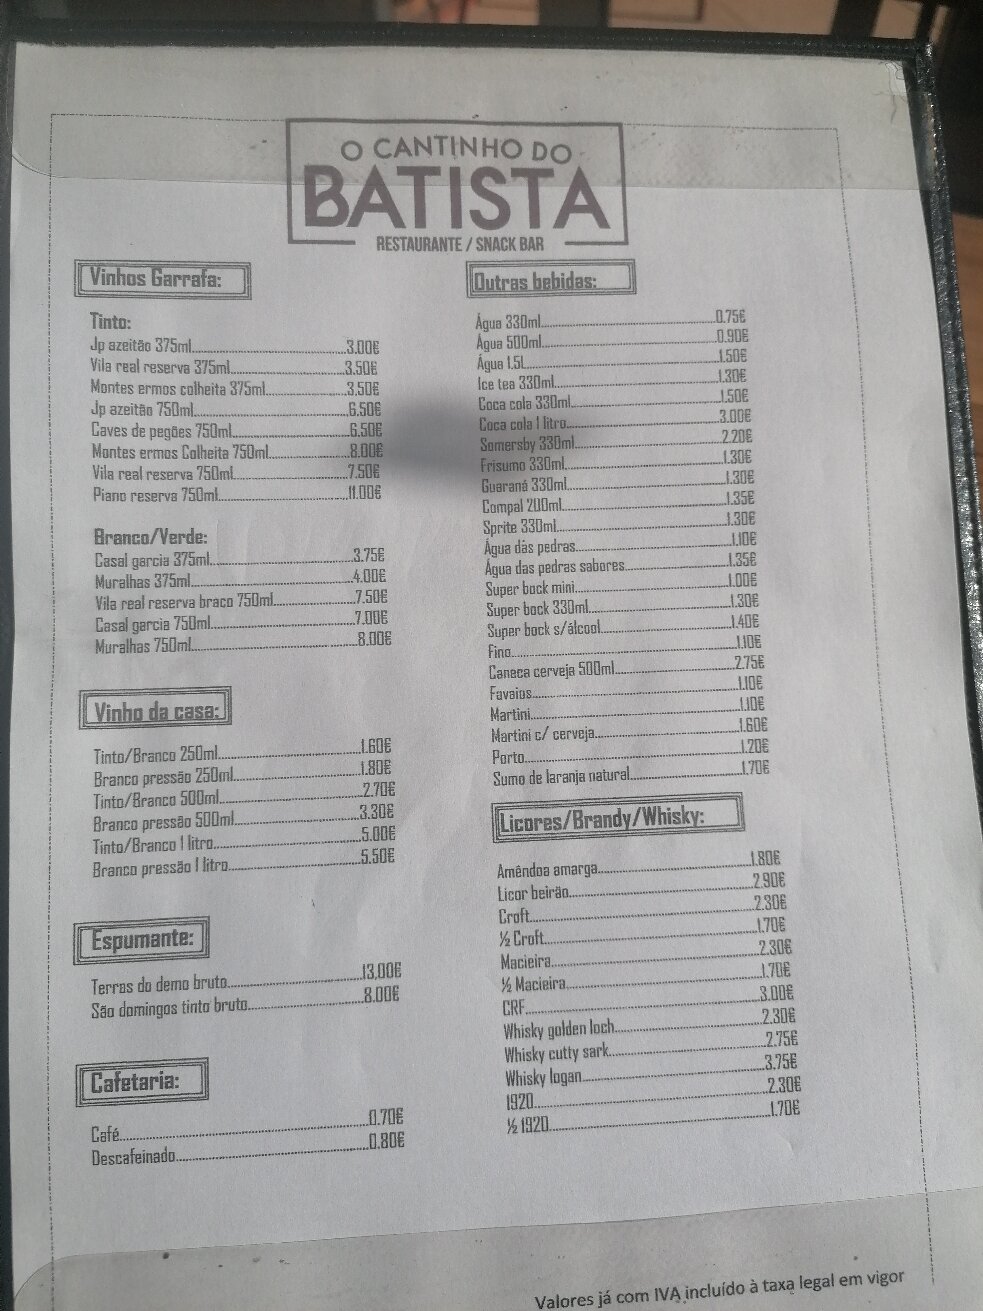 O CANTINHO DO
BATISTA
RESTAURANTE / SNACK BAR
Vinhos Garrafa:
Tinto:
Jp azeitão 375ml..........3.00€
Vila real reserva 375ml..........3.50€
Montes ermos colheita 375ml..........3.50€
Jp azeitão 750ml..........6.50€
Caves de pegões 750ml..........6.50€
Montes ermos Colheita 750ml..........8.00€
Vila real reserva 750ml..........7.50€
Piano reserva 750ml..........11.00€
Branco/Verde:
Casal garcia 375ml..........3.75€
Muralhas 375ml..........4.00€
Vila real reserva braco 750ml..........7.50€
Casal garcia 750ml..........7.00€
Muralhas 750ml..........8.00€
Vinho da casa:
Tinto/Branco 250ml..........1.60€
Branco pressão 250ml..........1.80€
Tinto/Branco 500ml..........2.70€
Branco pressão 500ml..........3.30€
Tinto/Branco 1 litro..........5.00€
Branco pressão 1 litro..........5.50€
Espumante:
Terras do demo bruto..........13,00€
São domingos tinto bruto..........8.00€
Cafetaria:
Café..........0.70€
Descafeinado..........0.80€
Outras bebidas:
Água 330ml..........0.75€
Água 500ml..........0.90€
Água 1.5L..........1.50€
Ice tea 330ml..........1.30€
Coca cola 330ml..........1.50€
Coca cola 1 litro..........3.00€
Somersby 330ml..........2.20€
Frisumo 330ml..........1.30€
Guaraná 330ml..........1.30€
Compal 200ml..........1.35€
Sprite 330ml..........1.30€
Água das pedras..........1.10€
Água das pedras sabores..........1.35€
Super bock mini..........1.00€
Super bock 330ml..........1.30€
Super bock s/álcool..........1.40€
Fino..........1.10€
Caneca cerveja 500ml..........2.75€
Favaios..........1.10€
Martini..........1.10€
Martini c/ cerveja..........1.60€
Porto..........1.20€
Sumo de laranja natural..........1.70€
Licores/Brandy/Whisky:
Amêndoa amarga..........1.80€
Licor beirão..........2.90€
Croft..........2.30€
½ Croft..........1.70€
Macieira..........2.30€
½ Macieira..........1.70€
CRF..........3.00€
Whisky golden loch..........2.30€
Whisky cutty sark..........2.75€
Whisky logan..........3.75€
1920..........2.30€
½ 1920..........1.70€
Valores já com IVA incluído à taxa legal em vigor